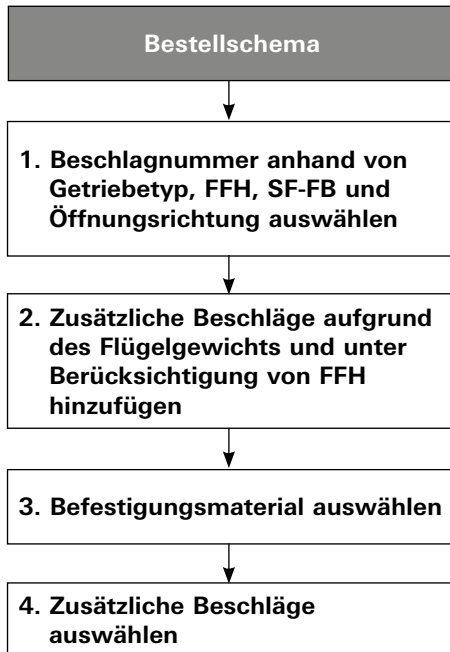 Bestellschema
1. Beschlagnummer anhand von
Getriebetyp, FFH, SF-FB und
Öffnungsrichtung auswählen
2. Zusätzliche Beschläge aufgrund
des Flügelgewichts und unter
Berücksichtigung von FFH
hinzufügen
3. Befestigungsmaterial auswählen
4. Zusätzliche Beschläge
auswählen